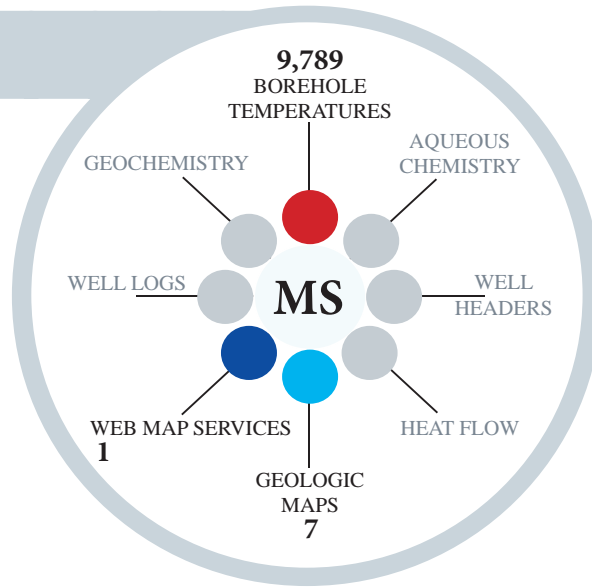 9,789
BOREHOLE
TEMPERATURES
AQUEOUS
CHEMISTRY
GEOCHEMISTRY
WELL LOGS
MS
WELL
HEADERS
WEB MAP SERVICES
1
HEAT FLOW
GEOLOGIC
MAPS
7